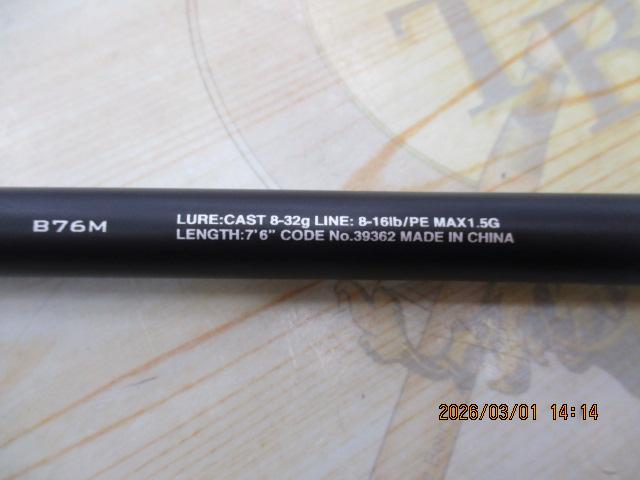 B76M
LURE:CAST 8-32g LINE: 8-16lb/PE MAX1.5G
LENGTH:7'6" CODE No.39362 MADE IN CHINA
2026/03/01 14:14